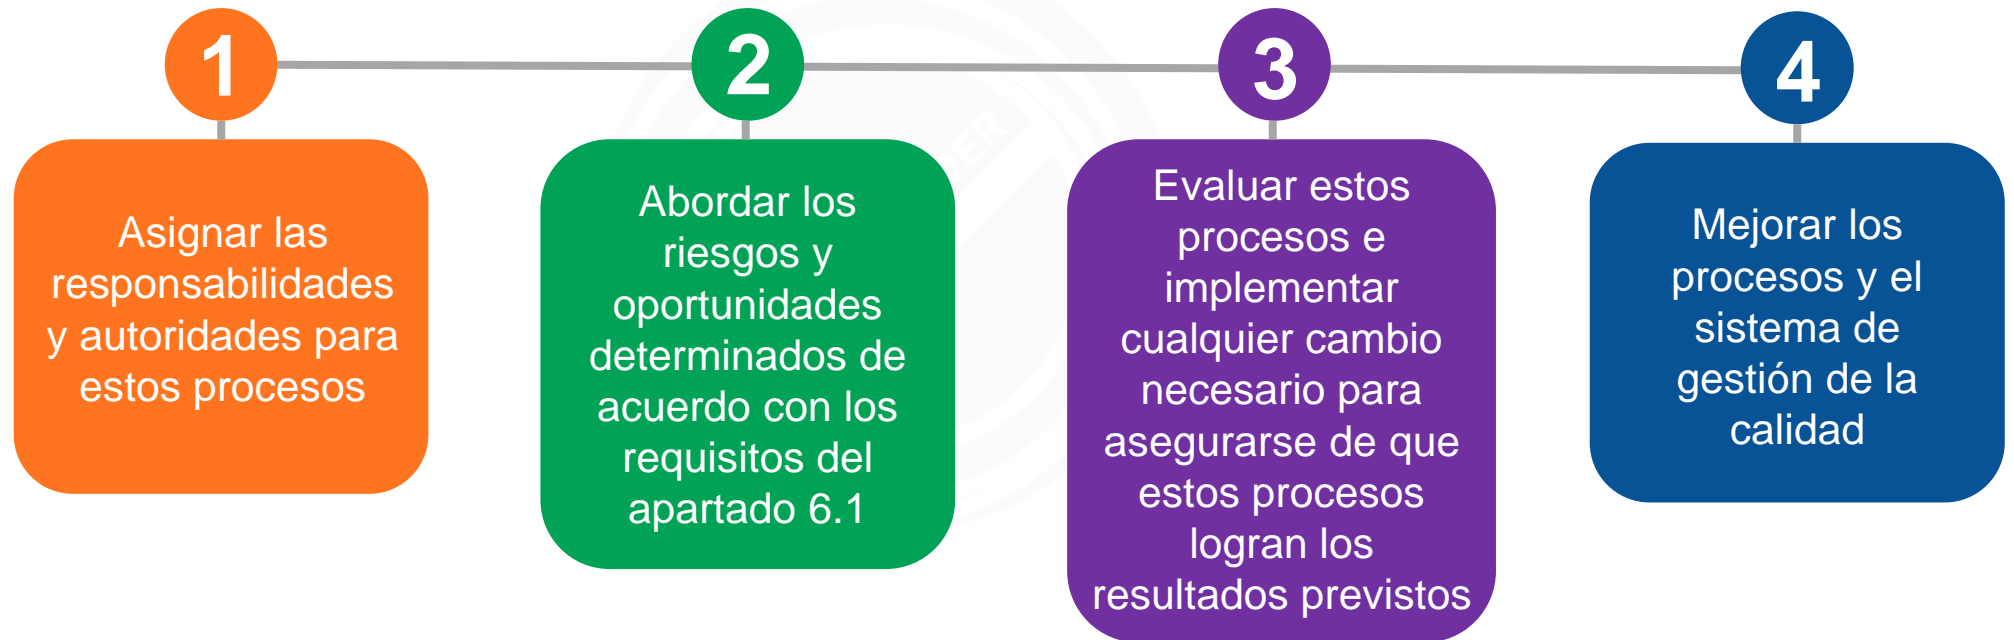 1
2
3
4
Asignar las
responsabilidades
y autoridades para
estos procesos
Abordar los
riesgos y
oportunidades
determinados de
acuerdo con los
requisitos del
apartado 6.1
Evaluar estos
procesos e
implementar
cualquier cambio
necesario para
asegurarse de que
estos procesos
logran los
resultados previstos
Mejorar los
procesos y el
sistema de
gestión de la
calidad